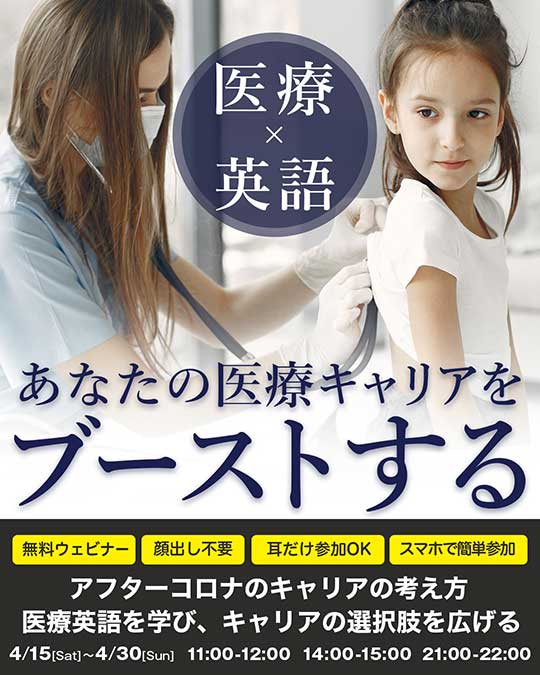 医療
×
英語
あなたの医療キャリアを
ブーストする
無料ウェビナー 顔出し不要 耳だけ参加OK スマホで簡単参加
アフターコロナのキャリアの考え方
医療英語を学び、キャリアの選択肢を広げる
4/15[Sat]~4/30[Sun] 11:00-12:00 14:00-15:00 21:00-22:00